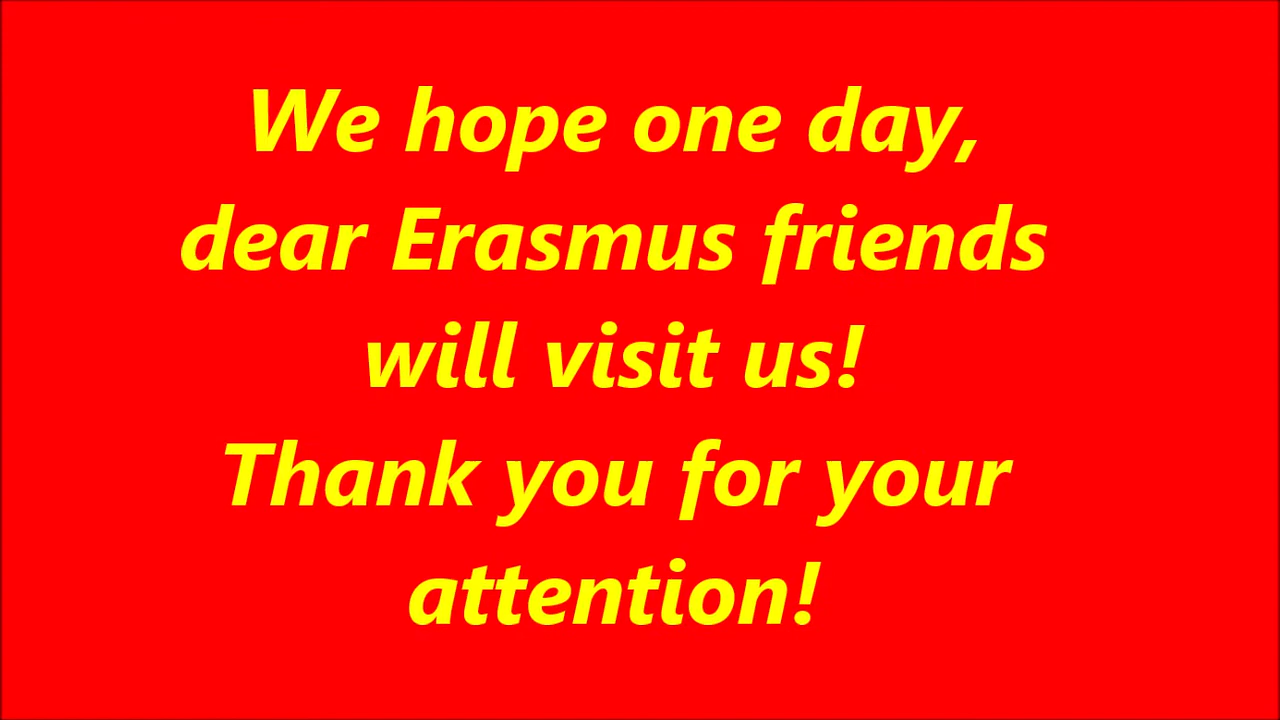 We hope one day,
dear Erasmus friends
will visit us!
Thank you for your
attention!